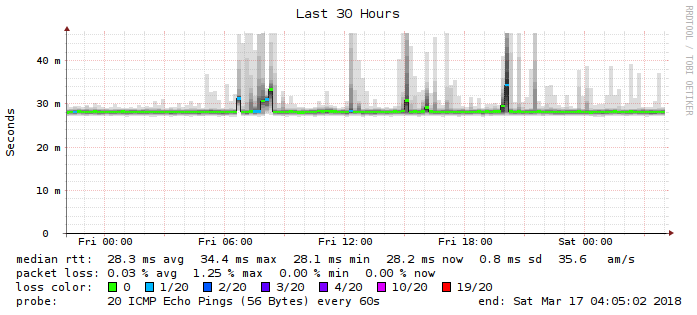 Last 30 Hours
RRDTOOL / TOBI OETIKER
Seconds
40 m
30 m
20 m
10 m
0
Fri 00:00 Fri 06:00 Fri 12:00 Fri 18:00 Sat 00:00
median rtt: 28.3 ms avg 34.4 ms max 28.1 ms min 28.2 ms now 0.8 ms sd 35.6 am/s
packet loss: 0.03 % avg 1.25 % max 0.00 % min 0.00 % now
loss color: 0 1/20 2/20 3/20 4/20 10/20 19/20
probe: 20 ICMP Echo Pings (56 Bytes) every 60s end: Sat Mar 17 04:05:02 2018